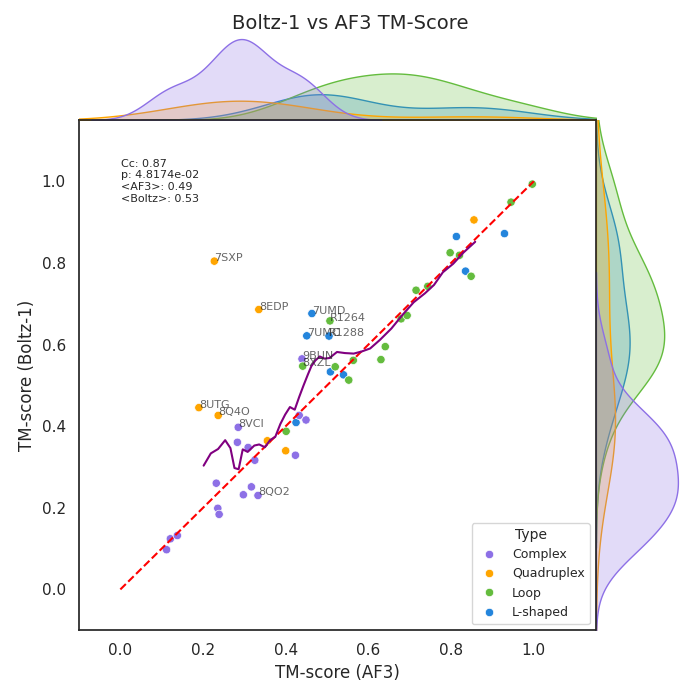 Boltz-1 vs AF3 TM-Score
Cc: 0.87
p: 4.8174e-02
<AF3>: 0.49
<Boltz>: 0.53
1.0
0.8
0.6
0.4
0.2
0.0
TM-score (Boltz-1)
7SXP
8EDP
7UMD
R1264
R1288
8XZL
8UTG
8Q4O
8VCI
8QO2
Type
Complex
Quadruplex
Loop
L-shaped
0.0 0.2 0.4 0.6 0.8 1.0
TM-score (AF3)